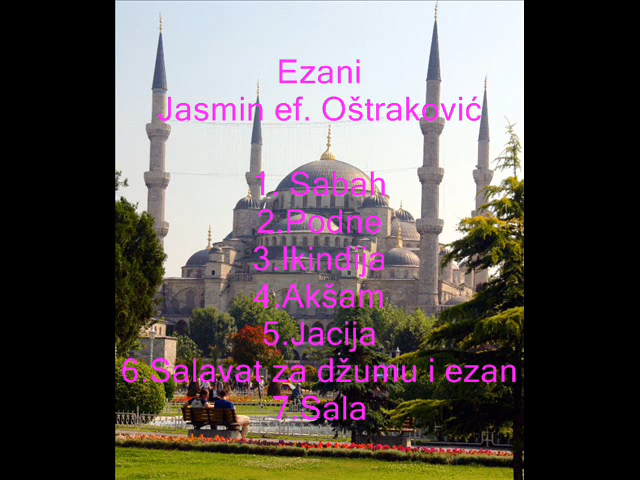 Ezani
Jasmin ef. Oštraković
1. Sabah
2.Podne
3.Ikindija
4.Akšam
5.Jacija
6.Salavat za džumu i ezan
7.Sala